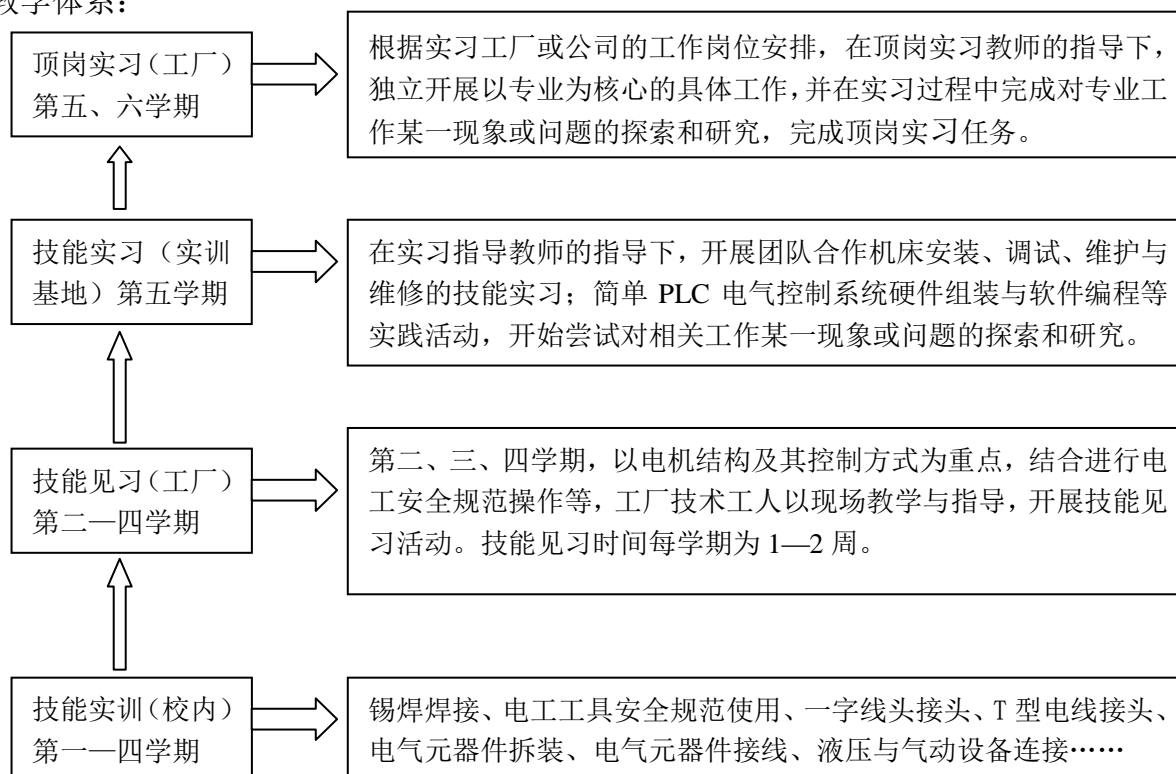 教学体系：
顶岗实习（工厂）
第五、六学期
根据实习工厂或公司的工作岗位安排，在顶岗实习教师的指导下，
独立开展以专业为核心的具体工作，并在实习过程中完成对专业工
作某一现象或问题的探索和研究，完成顶岗实习任务。
技能实习（实训
基地）第五学期
在实习指导教师的指导下，开展团队合作机床安装、调试、维护与
维修的技能实习；简单 PLC 电气控制系统硬件组装与软件编程等
实践活动，开始尝试对相关工作某一现象或问题的探索和研究。
技能见习（工厂）
第二—四学期
第二、三、四学期，以电机结构及其控制方式为重点，结合进行电
工安全规范操作等，工厂技术工人以现场教学与指导，开展技能见
习活动。技能见习时间每学期为 1—2 周。
技能实训（校内）
第一—四学期
锡焊焊接、电工工具安全规范使用、一字线头接头、T 型电线接头、
电气元器件拆装、电气元器件接线、液压与气动设备连接……